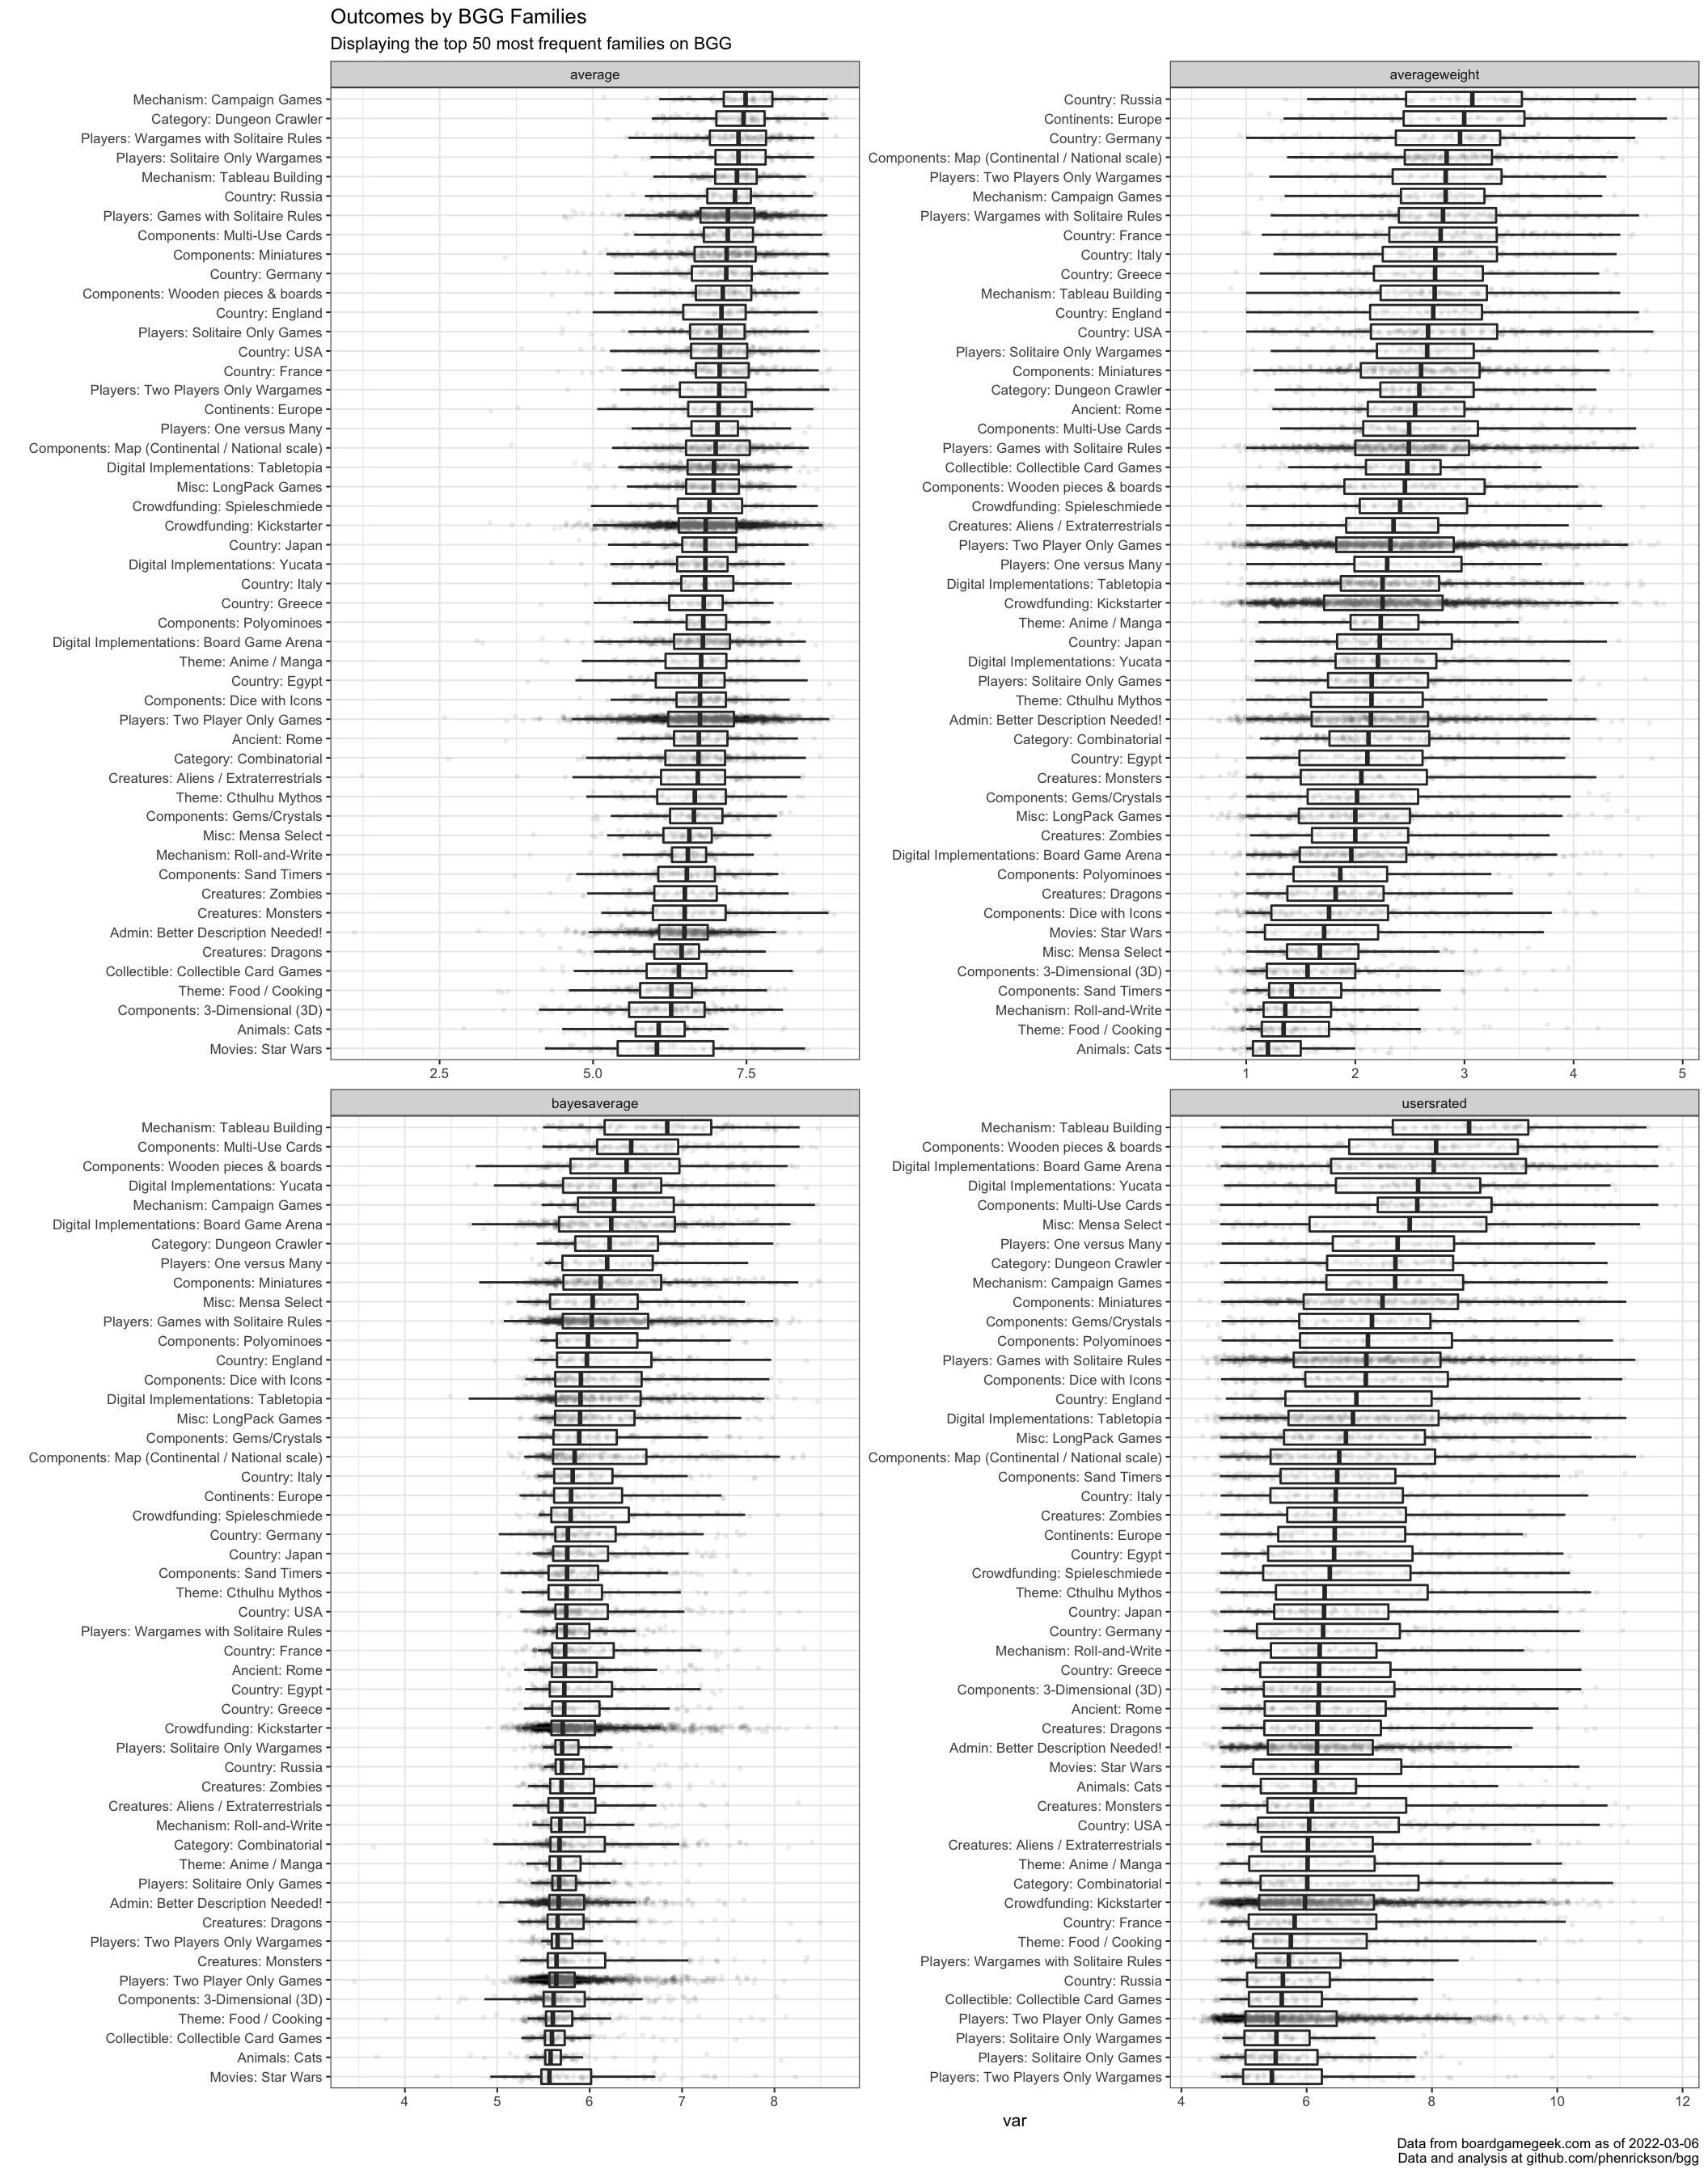 Outcomes by BGG Families
Displaying the top 50 most frequent families on BGG
average
Mechanism: Campaign Games
Category: Dungeon Crawler
Players: Wargames with Solitaire Rules
Players: Solitaire Only Wargames
Mechanism: Tableau Building
Country: Russia
Players: Games with Solitaire Rules
Components: Multi-Use Cards
Components: Miniatures
Country: Germany
Components: Wooden pieces & boards
Country: England
Players: Solitaire Only Games
Country: USA
Country: France
Players: Two Players Only Wargames
Continents: Europe
Players: One versus Many
Components: Map (Continental / National scale)
Digital Implementations: Tabletopia
Misc: LongPack Games
Crowdfunding: Spieleschmiede
Crowdfunding: Kickstarter
Country: Japan
Digital Implementations: Yucata
Country: Italy
Country: Greece
Components: Polyominoes
Digital Implementations: Board Game Arena
Theme: Anime / Manga
Country: Egypt
Components: Dice with Icons
Players: Two Player Only Games
Ancient: Rome
Category: Combinatorial
Creatures: Aliens / Extraterrestrials
Theme: Cthulhu Mythos
Components: Gems/Crystals
Misc: Mensa Select
Mechanism: Roll-and-Write
Components: Sand Timers
Creatures: Zombies
Creatures: Monsters
Admin: Better Description Needed!
Creatures: Dragons
Collectible: Collectible Card Games
Theme: Food / Cooking
Components: 3-Dimensional (3D)
Animals: Cats
Movies: Star Wars
2.5 5.0 7.5
averageweight
Country: Russia
Continents: Europe
Country: Germany
Components: Map (Continental / National scale)
Players: Two Players Only Wargames
Mechanism: Campaign Games
Players: Wargames with Solitaire Rules
Country: France
Country: Italy
Country: Greece
Mechanism: Tableau Building
Country: England
Country: USA
Players: Solitaire Only Wargames
Components: Miniatures
Category: Dungeon Crawler
Ancient: Rome
Components: Multi-Use Cards
Players: Games with Solitaire Rules
Collectible: Collectible Card Games
Components: Wooden pieces & boards
Crowdfunding: Spieleschmiede
Creatures: Aliens / Extraterrestrials
Players: Two Player Only Games
Players: One versus Many
Digital Implementations: Tabletopia
Crowdfunding: Kickstarter
Theme: Anime / Manga
Country: Japan
Digital Implementations: Yucata
Players: Solitaire Only Games
Theme: Cthulhu Mythos
Admin: Better Description Needed!
Category: Combinatorial
Country: Egypt
Creatures: Monsters
Components: Gems/Crystals
Misc: LongPack Games
Creatures: Zombies
Digital Implementations: Board Game Arena
Components: Polyominoes
Creatures: Dragons
Components: Dice with Icons
Movies: Star Wars
Misc: Mensa Select
Components: 3-Dimensional (3D)
Components: Sand Timers
Mechanism: Roll-and-Write
Theme: Food / Cooking
Animals: Cats
1 2 3 4 5
bayesaverage
Mechanism: Tableau Building
Components: Multi-Use Cards
Components: Wooden pieces & boards
Digital Implementations: Yucata
Mechanism: Campaign Games
Digital Implementations: Board Game Arena
Category: Dungeon Crawler
Players: One versus Many
Components: Miniatures
Misc: Mensa Select
Players: Games with Solitaire Rules
Components: Polyominoes
Country: England
Components: Dice with Icons
Digital Implementations: Tabletopia
Misc: LongPack Games
Components: Gems/Crystals
Components: Map (Continental / National scale)
Country: Italy
Continents: Europe
Crowdfunding: Spieleschmiede
Country: Germany
Country: Japan
Components: Sand Timers
Theme: Cthulhu Mythos
Country: USA
Players: Wargames with Solitaire Rules
Country: France
Ancient: Rome
Country: Egypt
Country: Greece
Crowdfunding: Kickstarter
Players: Solitaire Only Wargames
Country: Russia
Creatures: Zombies
Creatures: Aliens / Extraterrestrials
Mechanism: Roll-and-Write
Category: Combinatorial
Theme: Anime / Manga
Players: Solitaire Only Games
Admin: Better Description Needed!
Creatures: Dragons
Players: Two Players Only Wargames
Creatures: Monsters
Players: Two Player Only Games
Components: 3-Dimensional (3D)
Theme: Food / Cooking
Collectible: Collectible Card Games
Animals: Cats
Movies: Star Wars
4 5 6 7 8
usersrated
Mechanism: Tableau Building
Components: Wooden pieces & boards
Digital Implementations: Board Game Arena
Digital Implementations: Yucata
Components: Multi-Use Cards
Misc: Mensa Select
Players: One versus Many
Category: Dungeon Crawler
Mechanism: Campaign Games
Components: Miniatures
Components: Gems/Crystals
Components: Polyominoes
Players: Games with Solitaire Rules
Components: Dice with Icons
Country: England
Digital Implementations: Tabletopia
Misc: LongPack Games
Components: Map (Continental / National scale)
Components: Sand Timers
Country: Italy
Creatures: Zombies
Continents: Europe
Country: Egypt
Crowdfunding: Spieleschmiede
Theme: Cthulhu Mythos
Country: Japan
Country: Germany
Mechanism: Roll-and-Write
Country: Greece
Components: 3-Dimensional (3D)
Ancient: Rome
Creatures: Dragons
Admin: Better Description Needed!
Movies: Star Wars
Animals: Cats
Creatures: Monsters
Country: USA
Creatures: Aliens / Extraterrestrials
Theme: Anime / Manga
Category: Combinatorial
Crowdfunding: Kickstarter
Country: France
Theme: Food / Cooking
Players: Wargames with Solitaire Rules
Country: Russia
Collectible: Collectible Card Games
Players: Two Player Only Games
Players: Solitaire Only Wargames
Players: Solitaire Only Games
Players: Two Players Only Wargames
4 6 8 10 12
var
Data from boardgamegeek.com as of 2022-03-06
Data and analysis at github.com/phenrickson/bgg